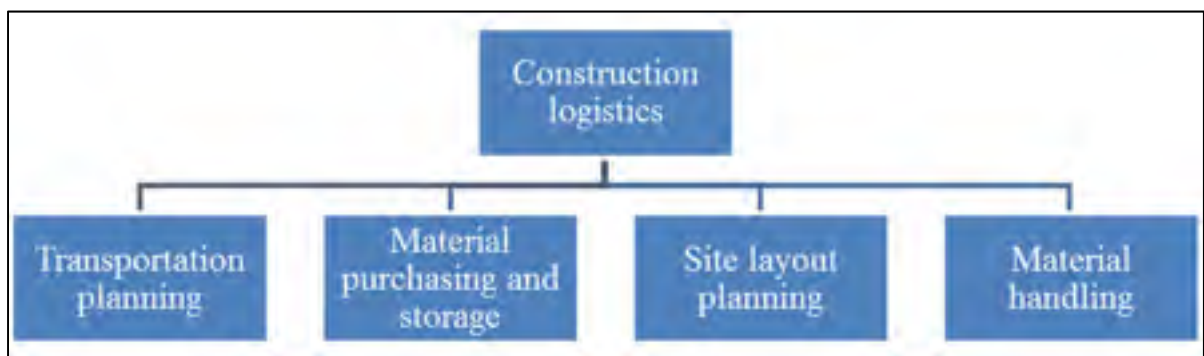 Construction
logistics
Transportation
planning
Material
purchasing and
storage
Site layout
planning
Material
handling